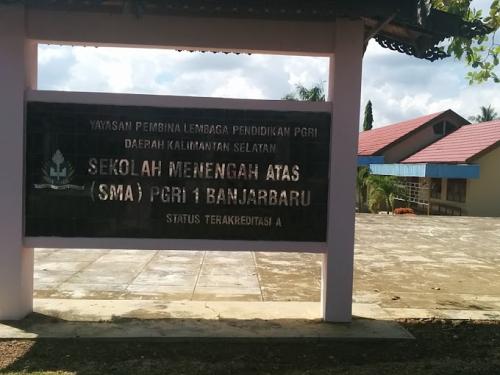 YAYASAN PEMBINA LEMBAGA PENDIDIKAN PGRI
DAERAH KALIMANTAN SELATAN
SEKOLAH MENENGAH ATAS
(SMA) PGRI 1 BANJARBARU
STATUS TERAKREDITASI A